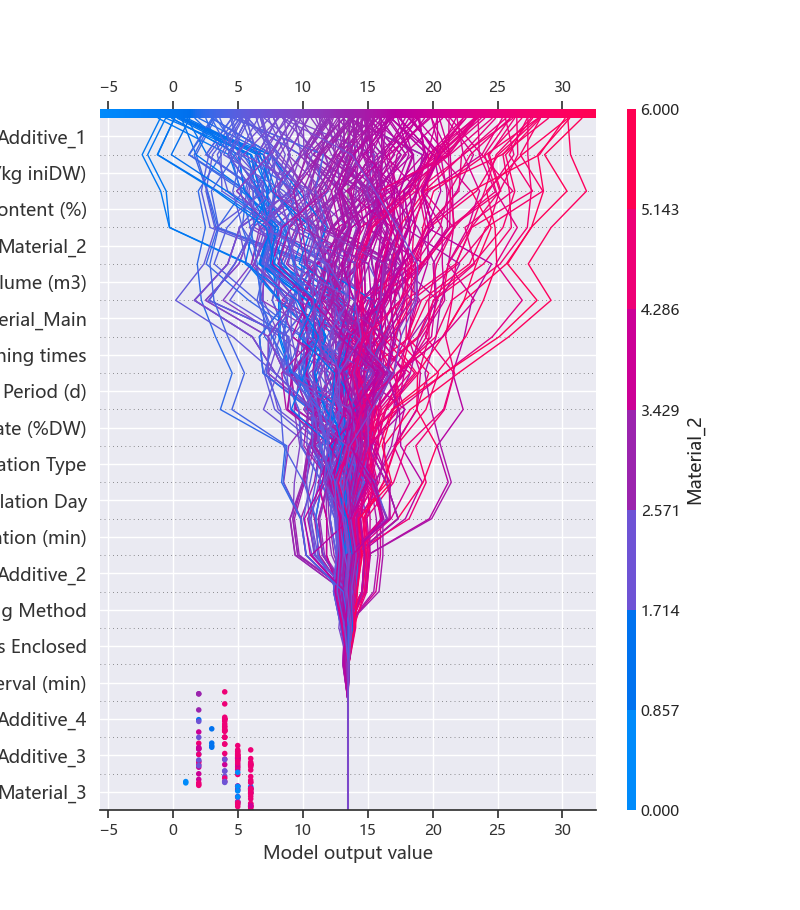 −5 0 5 10 15 20 25 30
Additive_1
/kg iniDW)
ontent (%)
Material_2
lume (m3)
erial_Main
ning times
Period (d)
ate (%DW)
ation Type
lation Day
ation (min)
Additive_2
g Method
s Enclosed
erval (min)
Additive_4
Additive_3
Material_3
−5 0 5 10 15 20 25 30
Model output value
6.000
5.143
4.286
3.429
2.571
1.714
0.857
0.000
Material_2